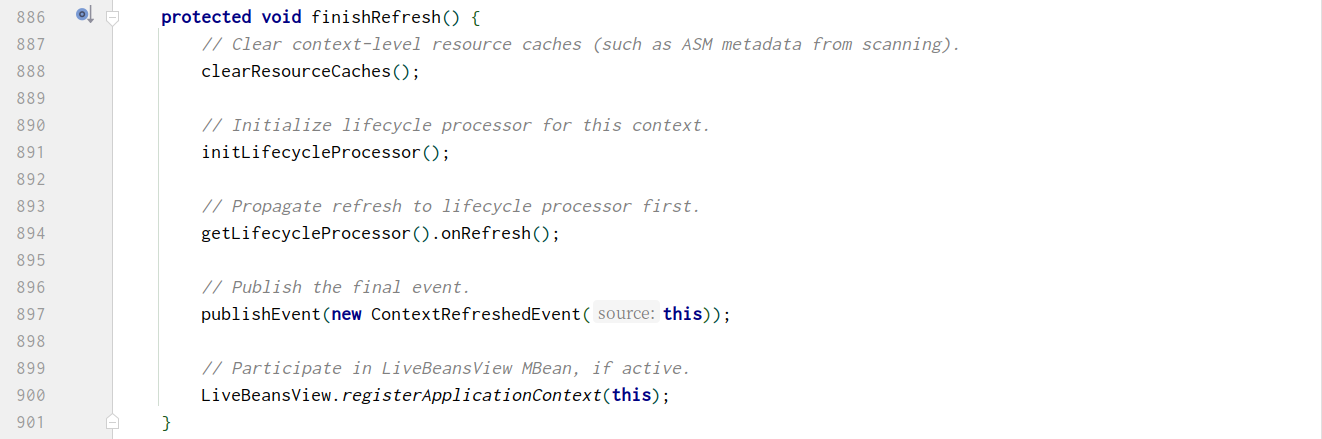 886 protected void finishRefresh() {
887 // Clear context-level resource caches (such as ASM metadata from scanning).
888 clearResourceCaches();
889
890 // Initialize lifecycle processor for this context.
891 initLifecycleProcessor();
892
893 // Propagate refresh to lifecycle processor first.
894 getLifecycleProcessor().onRefresh();
895
896 // Publish the final event.
897 publishEvent(new ContextRefreshedEvent( source: this));
898
899 // Participate in LiveBeansView MBean, if active.
900 LiveBeansView.registerApplicationContext(this);
901 }